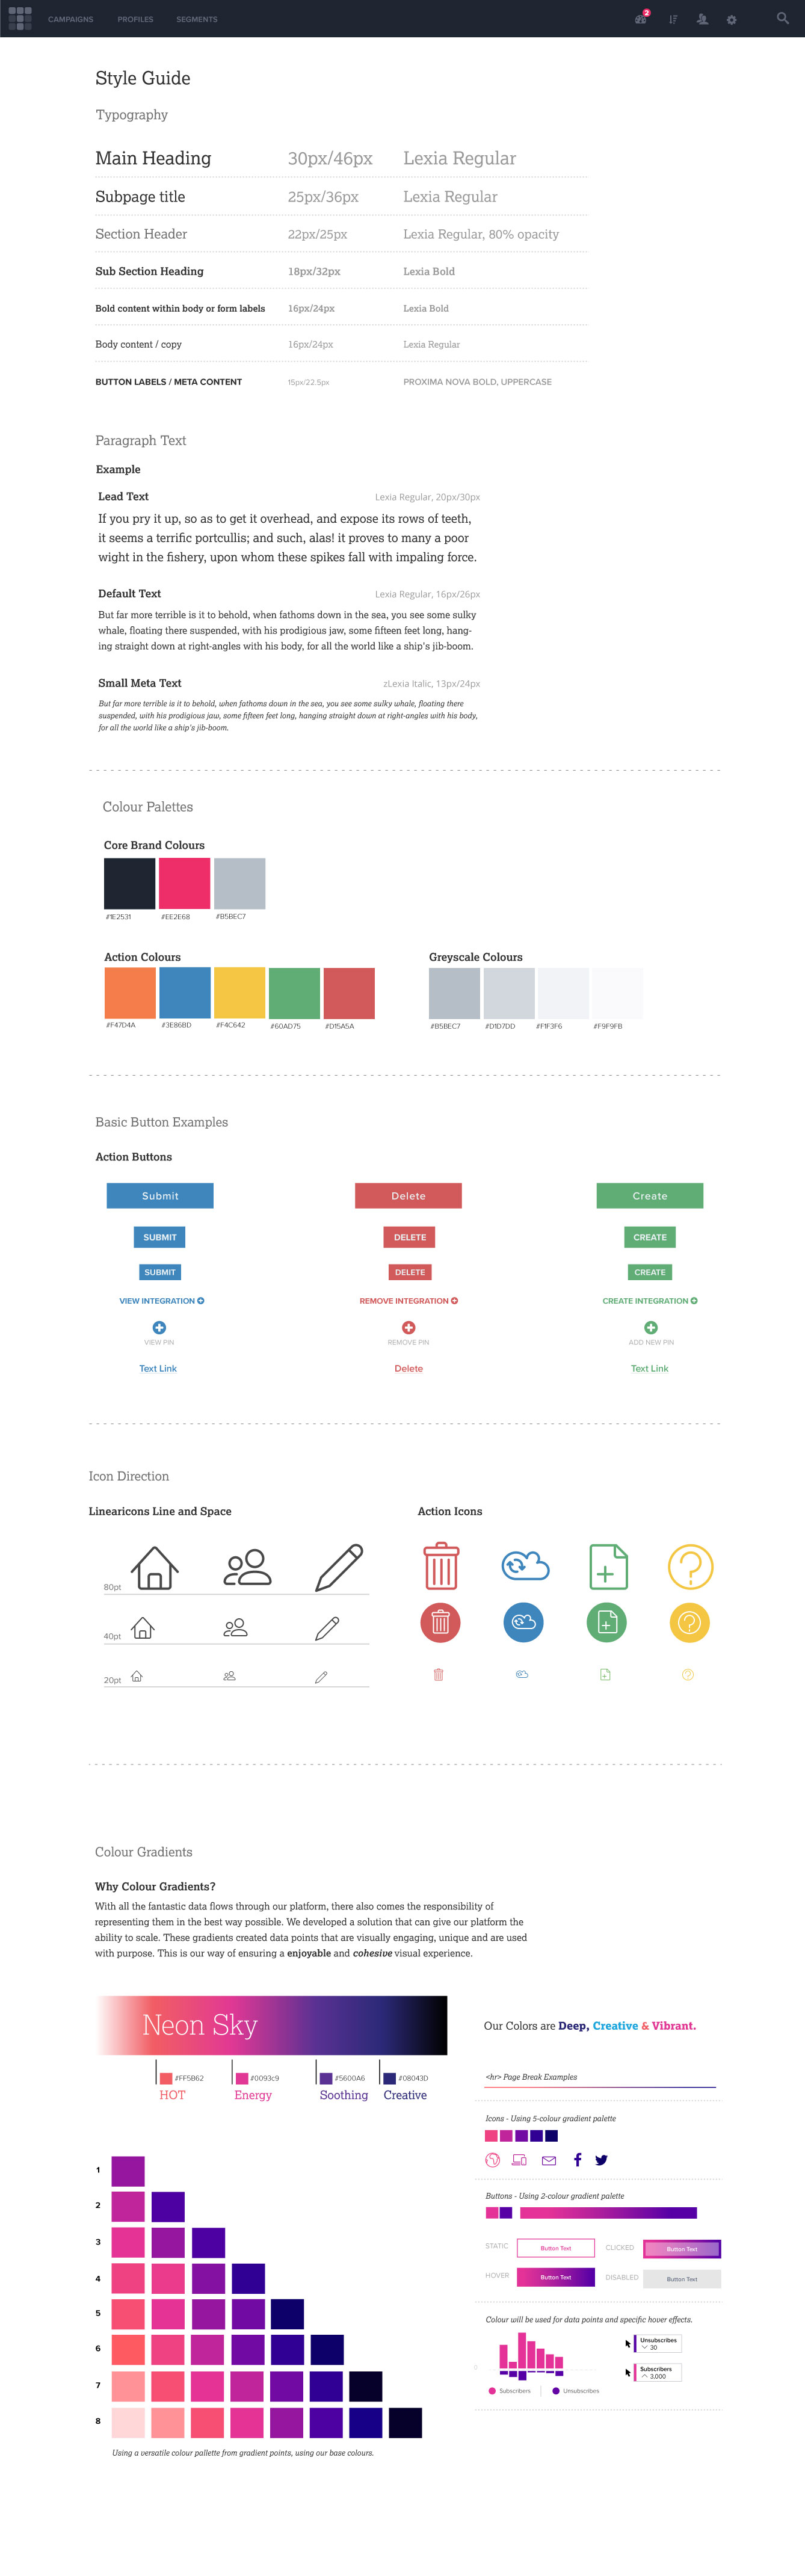 CAMPAIGNS PROFILES SEGMENTS 2
Style Guide
Typography
Main Heading 30px/46px Lexia Regular
Subpage title 25px/36px Lexia Regular
Section Header 22px/25px Lexia Regular, 80% opacity
Sub Section Heading 18px/32px Lexia Bold
Bold content within body or form labels 16px/24px Lexia Bold
Body content / copy 16px/24px Lexia Regular
BUTTON LABELS / META CONTENT 15px/22.5px PROXIMA NOVA BOLD, UPPERCASE
Paragraph Text
Example
Lead Text Lexia Regular, 20px/30px
If you pry it up, so as to get it overhead, and expose its rows of teeth,
it seems a terrific portcullis; and such, alas! it proves to many a poor
wight in the fishery, upon whom these spikes fall with impaling force.
Default Text Lexia Regular, 16px/26px
But far more terrible is it to behold, when fathoms down in the sea, you see some sulky
whale, floating there suspended, with his prodigious jaw, some fifteen feet long, hang-
ing straight down at right-angles with his body, for all the world like a ship's jib-boom.
Small Meta Text zLexia Italic, 13px/24px
But far more terrible is it to behold, when fathoms down in the sea, you see some sulky whale, floating there
suspended, with his prodigious jaw, some fifteen feet long, hanging straight down at right-angles with his body,
for all the world like a ship's jib-boom.
Colour Palettes
Core Brand Colours
#1E2531 #EE2E68 #B5BEC7
Action Colours Greyscale Colours
#F47D4A #3E86BD #F4C642 #60AD75 #D15A5A #B5BEC7 #D1D7DD #F1F3F6 #F9F9FB
Basic Button Examples
Action Buttons
Submit Delete Create
SUBMIT DELETE CREATE
SUBMIT DELETE CREATE
VIEW INTEGRATION REMOVE INTEGRATION CREATE INTEGRATION
VIEW PIN REMOVE PIN ADD NEW PIN
Text Link Delete Text Link
Icon Direction
Linearicons Line and Space Action Icons
80pt
40pt
20pt
Colour Gradients
Why Colour Gradients?
With all the fantastic data flows through our platform, there also comes the responsibility of
representing them in the best way possible. We developed a solution that can give our platform the
ability to scale. These gradients created data points that are visually engaging, unique and are used
with purpose. This is our way of ensuring a enjoyable and cohesive visual experience.
Neon Sky
#FF5B62 #0093c9 #5600A6 #08043D
HOT Energy Soothing Creative
1
2
3
4
5
6
7
8
Using a versatile colour pallette from gradient points, using our base colours.
Our Colors are Deep, Creative & Vibrant.
<hr> Page Break Examples
Icons - Using 5-colour gradient palette
Buttons - Using 2-colour gradient palette
STATIC Button Text CLICKED Button Text
HOVER Button Text DISABLED Button Text
Colour will be used for data points and specific hover effects.
Unsubscribes
30
0
Subscribers
3,000
Subscribers Unsubscribes